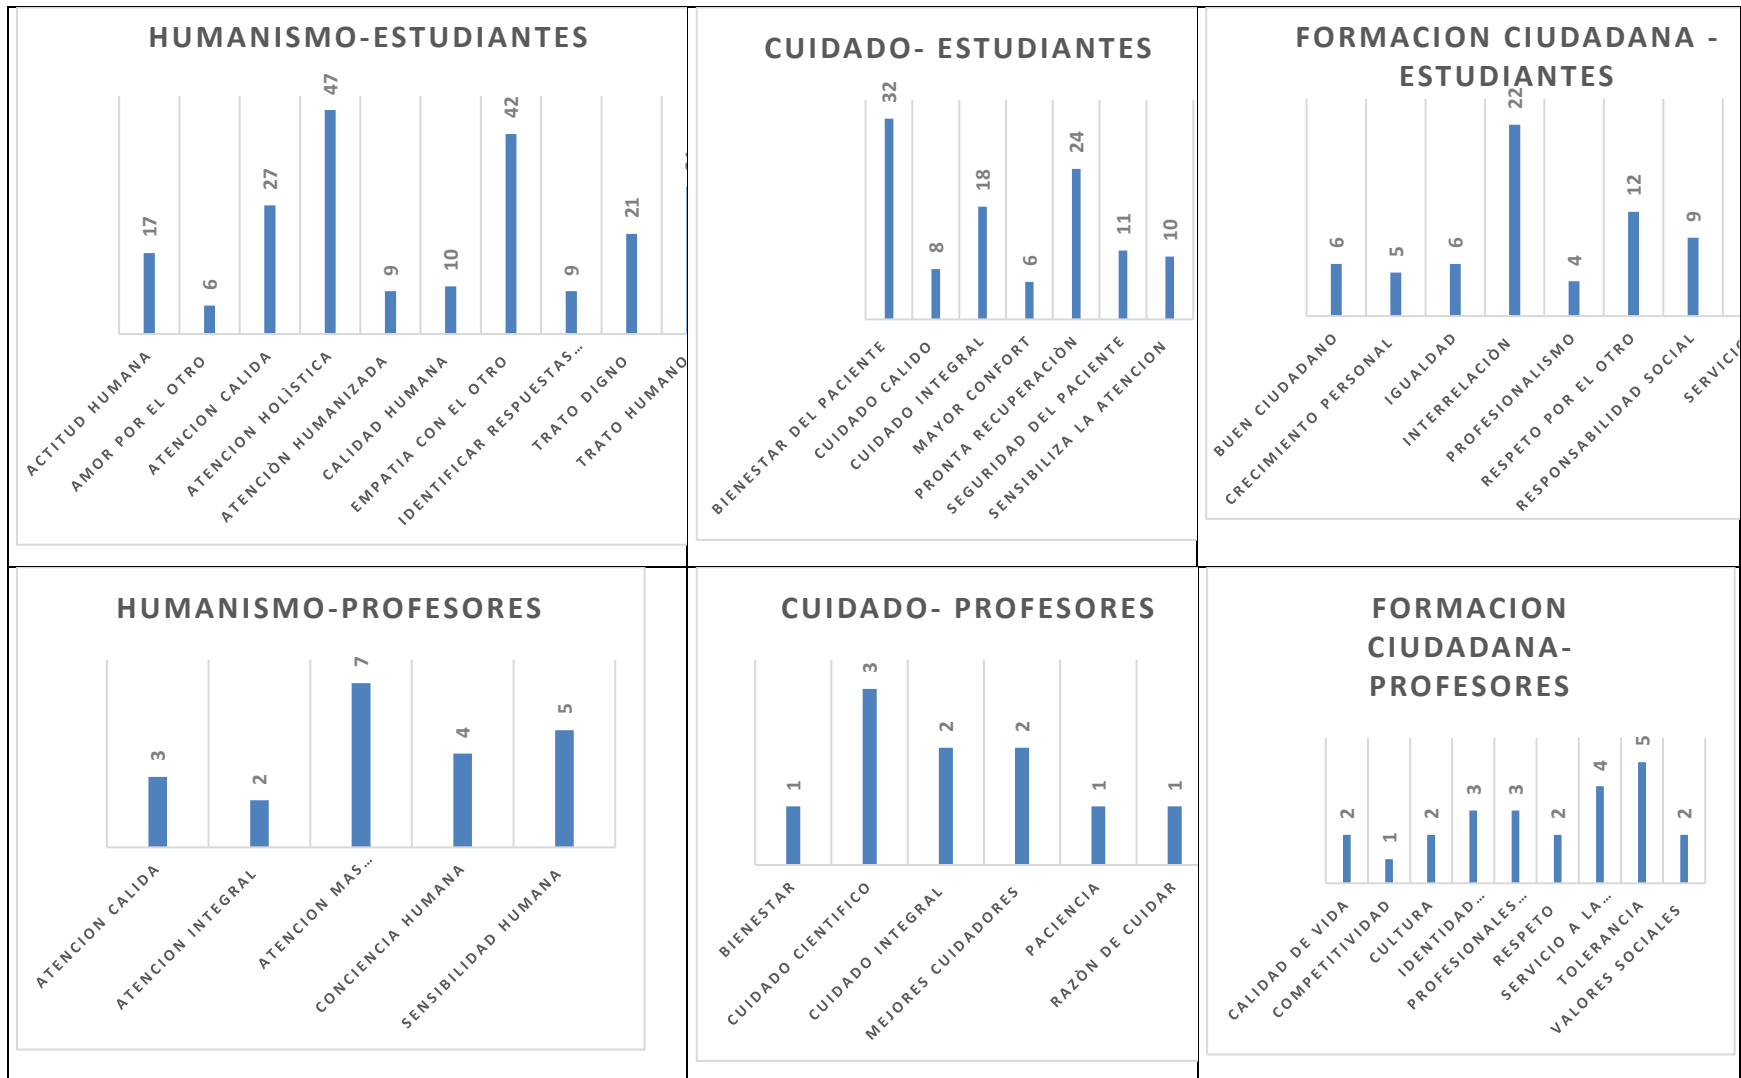 HUMANISMO-ESTUDIANTES
17
6
27
47
9
10
42
9
21
ACTITUD HUMANA
AMOR POR EL OTRO
ATENCION CALIDA
ATENCION HOLÌSTICA
ATENCIÒN HUMANIZADA
CALIDAD HUMANA
EMPATIA CON EL OTRO
IDENTIFICAR RESPUESTAS…
TRATO DIGNO
TRATO HUMANO
CUIDADO- ESTUDIANTES
32
8
18
6
24
11
10
BIENESTAR DEL PACIENTE
CUIDADO CALIDO
CUIDADO INTEGRAL
MAYOR CONFORT
PRONTA RECUPERACIÒN
SEGURIDAD DEL PACIENTE
SENSIBILIZA LA ATENCION
FORMACION CIUDADANA -
ESTUDIANTES
6
5
6
22
4
12
9
BUEN CIUDADANO
CRECIMIENTO PERSONAL
IGUALDAD
INTERRELACIÒN
PROFESIONALISMO
RESPETO POR EL OTRO
RESPONSABILIDAD SOCIAL
SERVICIO
HUMANISMO-PROFESORES
3
2
7
4
5
ATENCION CALIDA
ATENCION INTEGRAL
ATENCION MAS…
CONCIENCIA HUMANA
SENSIBILIDAD HUMANA
CUIDADO- PROFESORES
1
3
2
2
1
1
BIENESTAR
CUIDADO CIENTIFICO
CUIDADO INTEGRAL
MEJORES CUIDADORES
PACIENCIA
RAZÒN DE CUIDAR
FORMACION
CIUDADANA-
PROFESORES
2
1
2
3
3
2
4
5
2
CALIDAD DE VIDA
COMPETITIVIDAD
CULTURA
IDENTIDAD…
PROFESIONALES…
RESPETO
SERVICIO A LA…
TOLERANCIA
VALORES SOCIALES